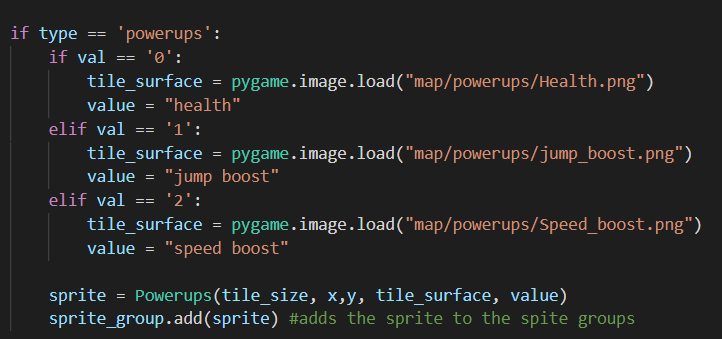 if type == 'powerups':
    if val == '0':
        tile_surface = pygame.image.load("map/powerups/Health.png")
        value = "health"
    elif val == '1':
        tile_surface = pygame.image.load("map/powerups/jump_boost.png")
        value = "jump boost"
    elif val == '2':
        tile_surface = pygame.image.load("map/powerups/Speed_boost.png")
        value = "speed boost"

    sprite = Powerups(tile_size, x,y, tile_surface, value)
    sprite_group.add(sprite) #adds the sprite to the spite groups